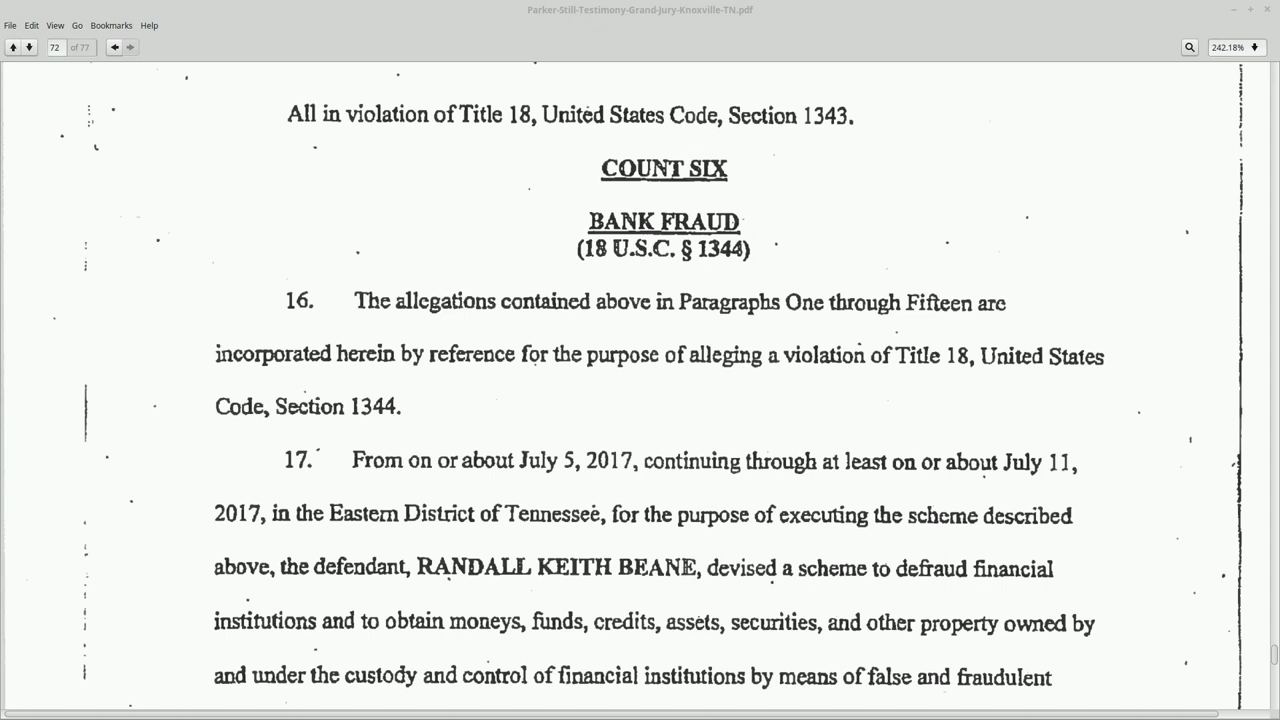 Parker-Still-Testimony-Grand-Jury-Knoxville-TN.pdf
File Edit View Go Bookmarks Help
72 of 77
242.18%
All in violation of Title 18, United States Code, Section 1343.
COUNT SIX
BANK FRAUD
(18 U.S.C. § 1344)
16. The allegations contained above in Paragraphs One through Fifteen are
incorporated herein by reference for the purpose of alleging a violation of Title 18, United States
Code, Section 1344.
17. From on or about July 5, 2017, continuing through at least on or about July 11,
2017, in the Eastern District of Tennessee, for the purpose of executing the scheme described
above, the defendant, RANDALL KEITH BEANE, devised a scheme to defraud financial
institutions and to obtain moneys, funds, credits, assets, securities, and other property owned by
and under the custody and control of financial institutions by means of false and fraudulent